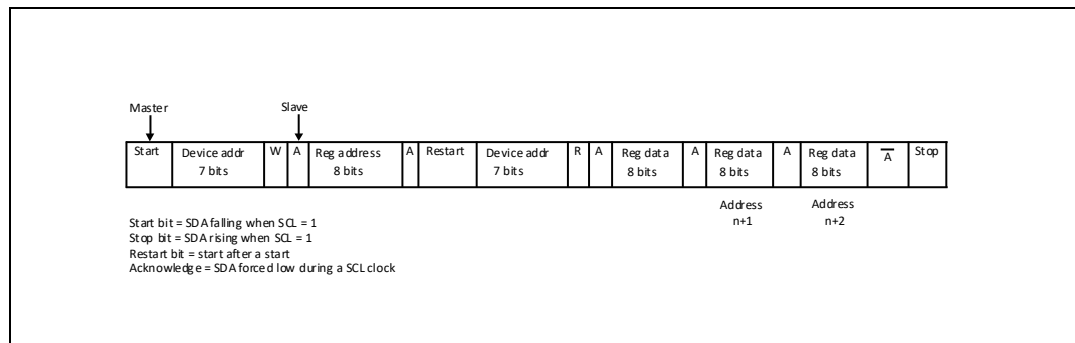 Master Slave
Start Device addr 7 bits W A Reg address 8 bits A Restart Device addr 7 bits R A Reg data 8 bits A Reg data 8 bits A Reg data 8 bits A̅ Stop
Address n+1 Address n+2
Start bit = SDA falling when SCL = 1
Stop bit = SDA rising when SCL = 1
Restart bit = start after a start
Acknowledge = SDA forced low during a SCL clock